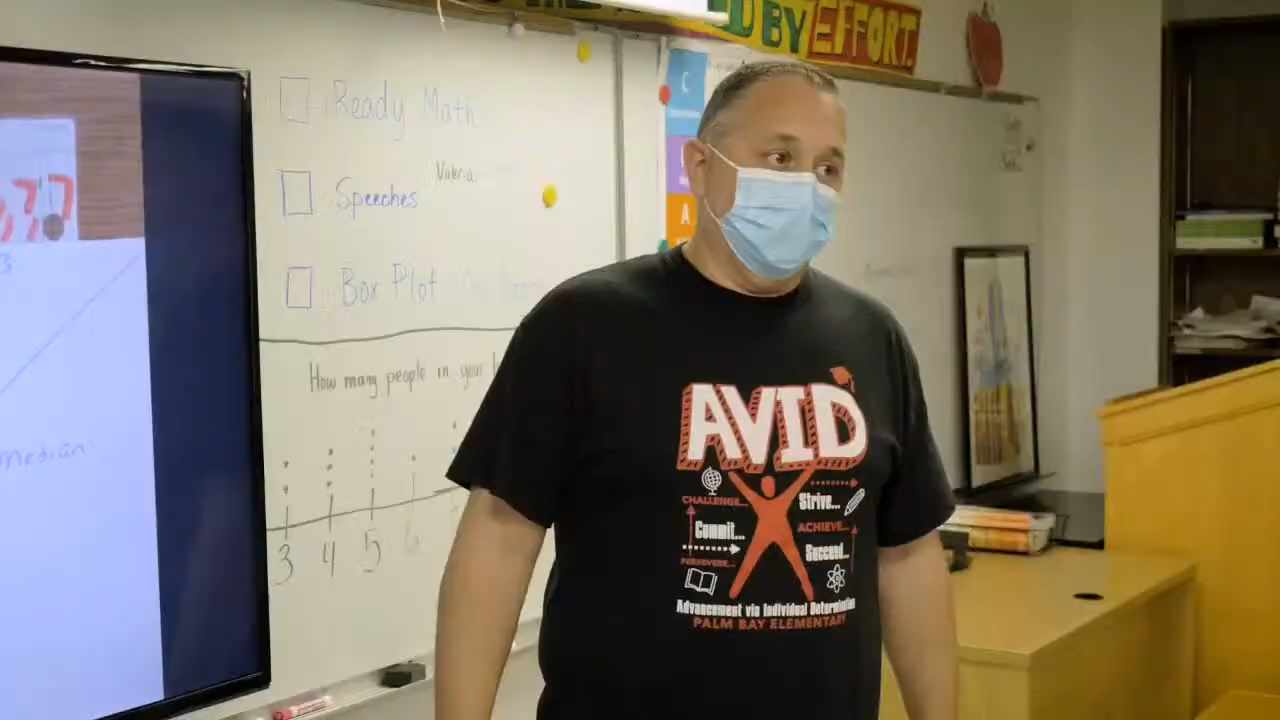 D BY EFFORT.
C
Ready Math
Speeches
Box Plot
A
How many people in your
3 4 5 6
median
AVID
CHALLENGE...
Strive...
Commit...
ACHIEVE...
PERSEVERE...
Succeed...
Advancement via Individual Determination
PALM BAY ELEMENTARY